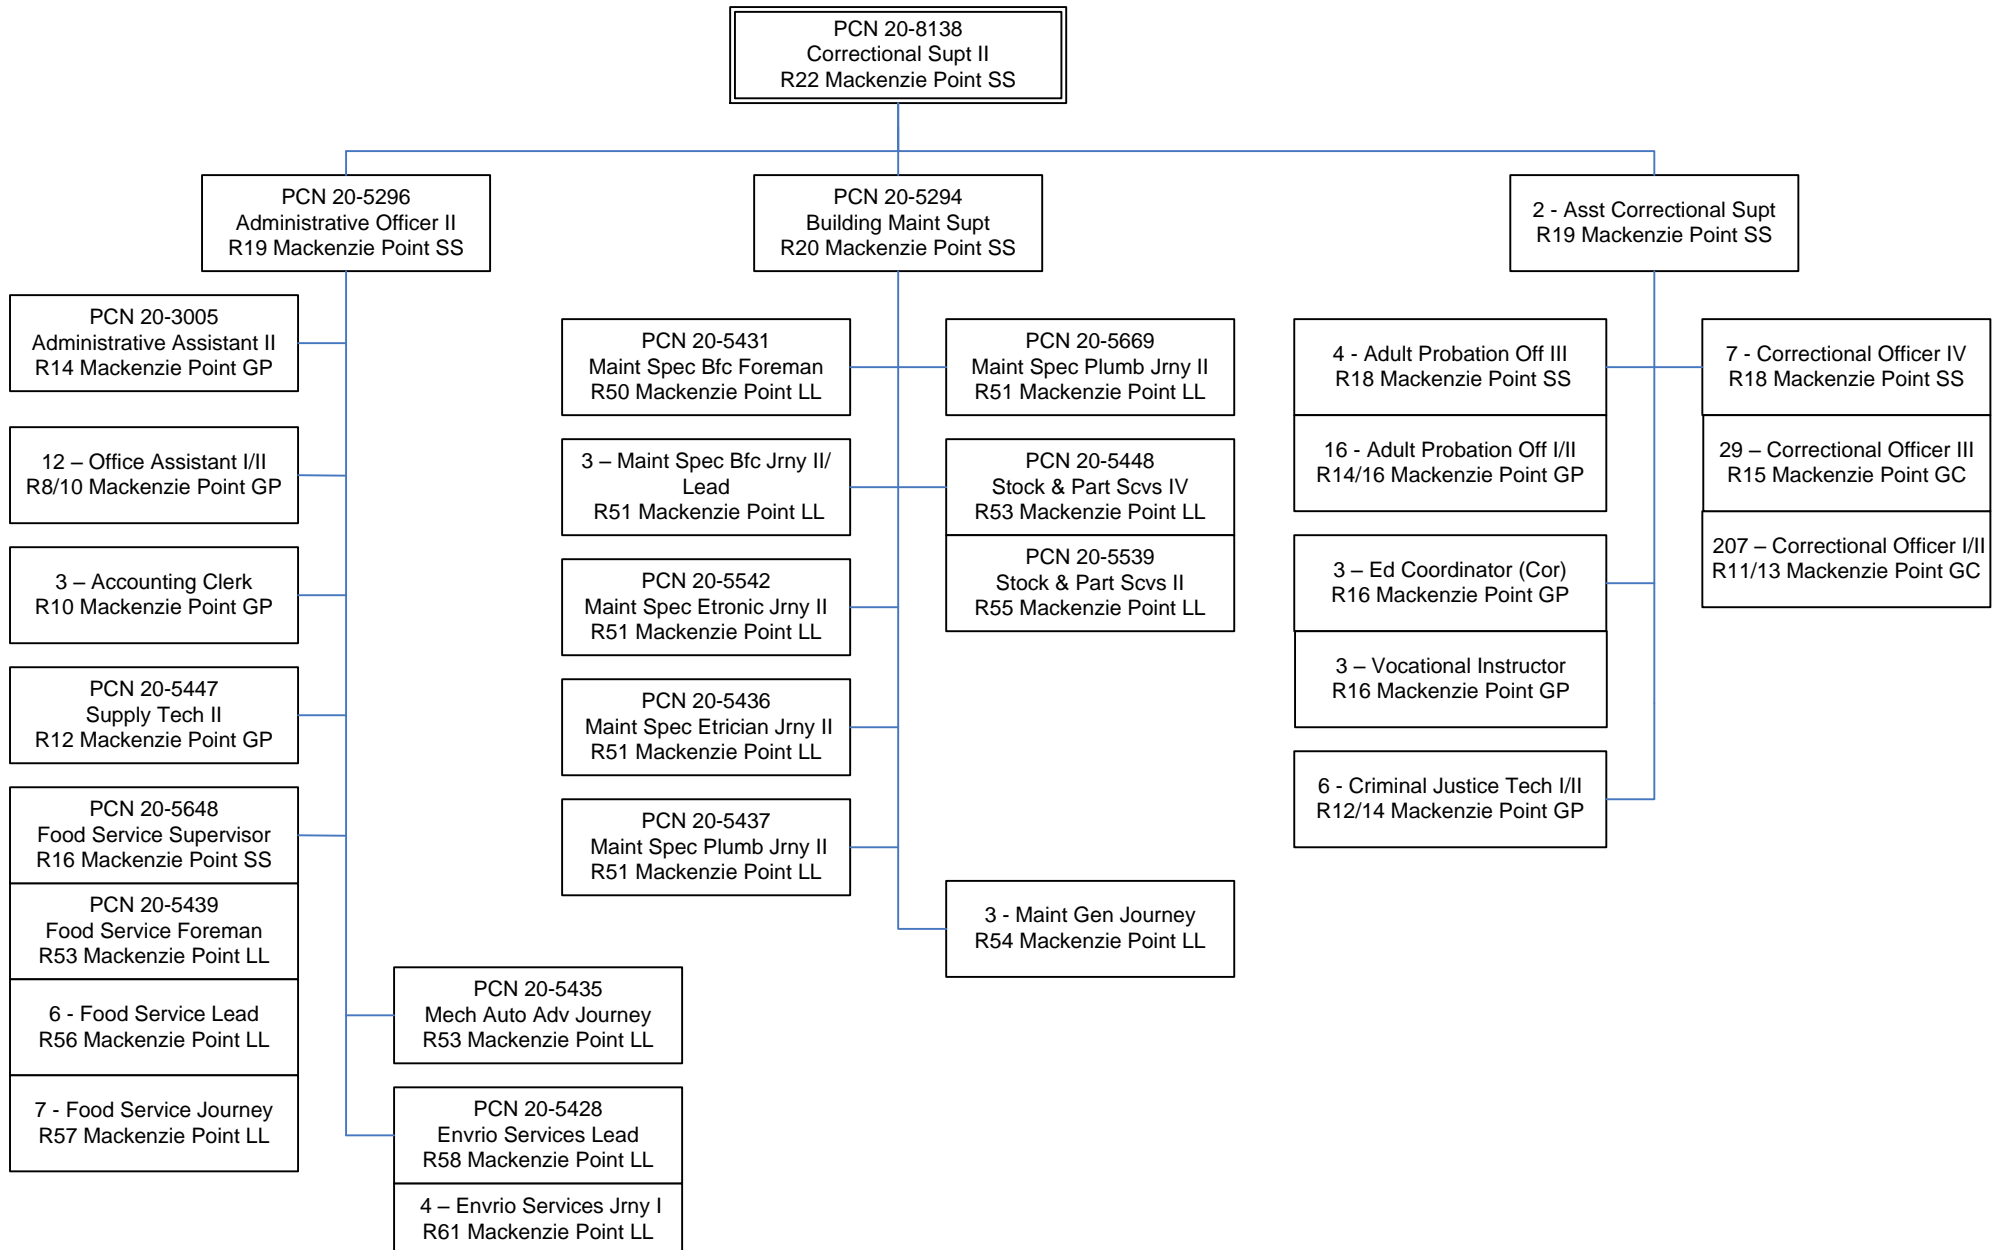 PCN 20-8138
Correctional Supt II
R22 Mackenzie Point SS
PCN 20-5296
Administrative Officer II
R19 Mackenzie Point SS
PCN 20-5294
Building Maint Supt
R20 Mackenzie Point SS
2 - Asst Correctional Supt
R19 Mackenzie Point SS
PCN 20-3005
Administrative Assistant II
R14 Mackenzie Point GP
12 – Office Assistant I/II
R8/10 Mackenzie Point GP
3 – Accounting Clerk
R10 Mackenzie Point GP
PCN 20-5447
Supply Tech II
R12 Mackenzie Point GP
PCN 20-5648
Food Service Supervisor
R16 Mackenzie Point SS
PCN 20-5439
Food Service Foreman
R53 Mackenzie Point LL
6 - Food Service Lead
R56 Mackenzie Point LL
7 - Food Service Journey
R57 Mackenzie Point LL
PCN 20-5435
Mech Auto Adv Journey
R53 Mackenzie Point LL
PCN 20-5428
Envrio Services Lead
R58 Mackenzie Point LL
4 – Envrio Services Jrny I
R61 Mackenzie Point LL
PCN 20-5431
Maint Spec Bfc Foreman
R50 Mackenzie Point LL
3 – Maint Spec Bfc Jrny II/
Lead
R51 Mackenzie Point LL
PCN 20-5542
Maint Spec Etronic Jrny II
R51 Mackenzie Point LL
PCN 20-5436
Maint Spec Etrician Jrny II
R51 Mackenzie Point LL
PCN 20-5437
Maint Spec Plumb Jrny II
R51 Mackenzie Point LL
PCN 20-5669
Maint Spec Plumb Jrny II
R51 Mackenzie Point LL
PCN 20-5448
Stock & Part Scvs IV
R53 Mackenzie Point LL
PCN 20-5539
Stock & Part Scvs II
R55 Mackenzie Point LL
3 - Maint Gen Journey
R54 Mackenzie Point LL
4 - Adult Probation Off III
R18 Mackenzie Point SS
16 - Adult Probation Off I/II
R14/16 Mackenzie Point GP
3 – Ed Coordinator (Cor)
R16 Mackenzie Point GP
3 – Vocational Instructor
R16 Mackenzie Point GP
6 - Criminal Justice Tech I/II
R12/14 Mackenzie Point GP
7 - Correctional Officer IV
R18 Mackenzie Point SS
29 – Correctional Officer III
R15 Mackenzie Point GC
207 – Correctional Officer I/II
R11/13 Mackenzie Point GC